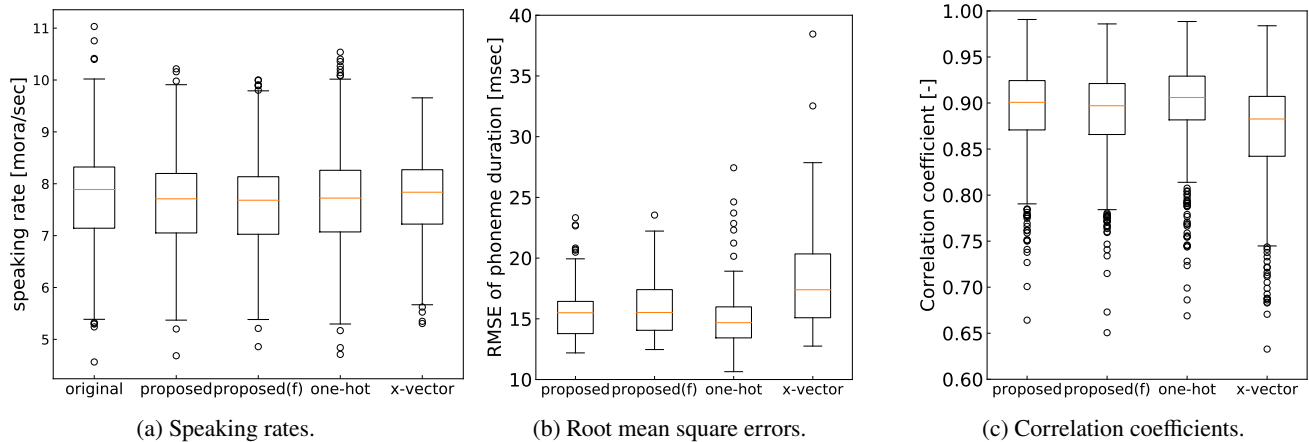 speaking rate [mora/sec]
11
10
9
8
7
6
5
original proposed proposed(f) one-hot x-vector
(a) Speaking rates.
RMSE of phoneme duration [msec]
40
35
30
25
20
15
10
proposed proposed(f) one-hot x-vector
(b) Root mean square errors.
Correlation coefficient [-]
1.00
0.95
0.90
0.85
0.80
0.75
0.70
0.65
0.60
proposed proposed(f) one-hot x-vector
(c) Correlation coefficients.